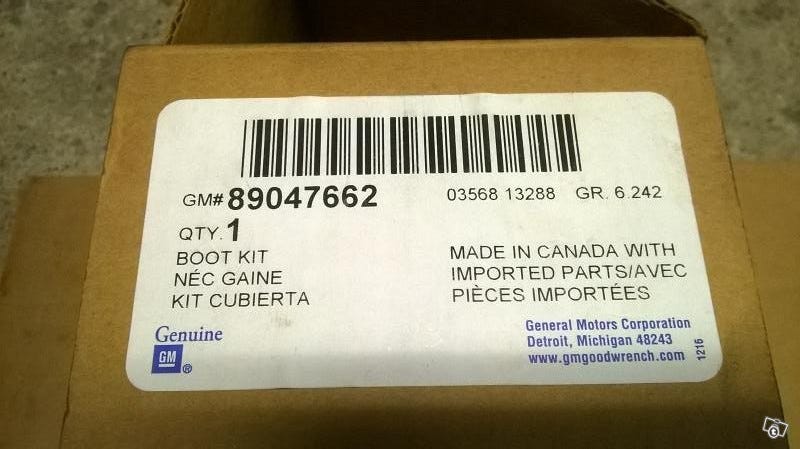 GM# 89047662 03568 13288 GR. 6.242
QTY. 1
BOOT KIT
NÉC GAINE
KIT CUBIERTA
MADE IN CANADA WITH
IMPORTED PARTS/AVEC
PIÈCES IMPORTÉES
Genuine
GM ®
General Motors Corporation
Detroit, Michigan 48243
www.gmgoodwrench.com
1216